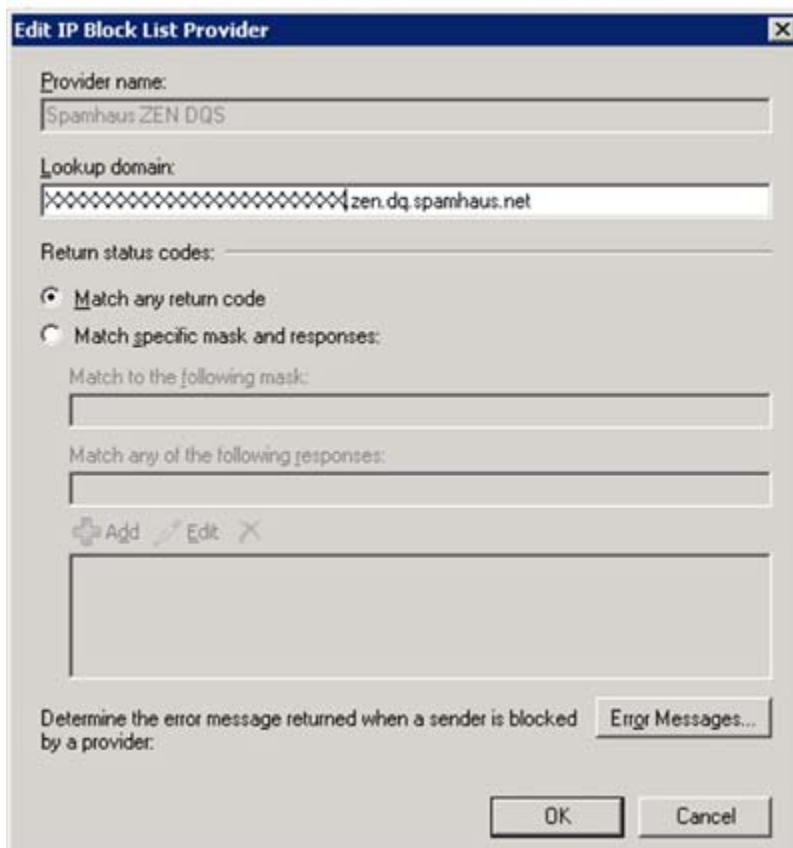 Edit IP Block List Provider
Provider name:
Spamhaus ZEN DQS
Lookup domain:
XXXXXXXXXXXXXXXXXXXXXXXXXX.zen.dq.spamhaus.net
Return status codes:
Match any return code
Match specific mask and responses:
Match to the following mask:
Match any of the following responses:
Add Edit
Determine the error message returned when a sender is blocked
by a provider:
Error Messages...
OK Cancel